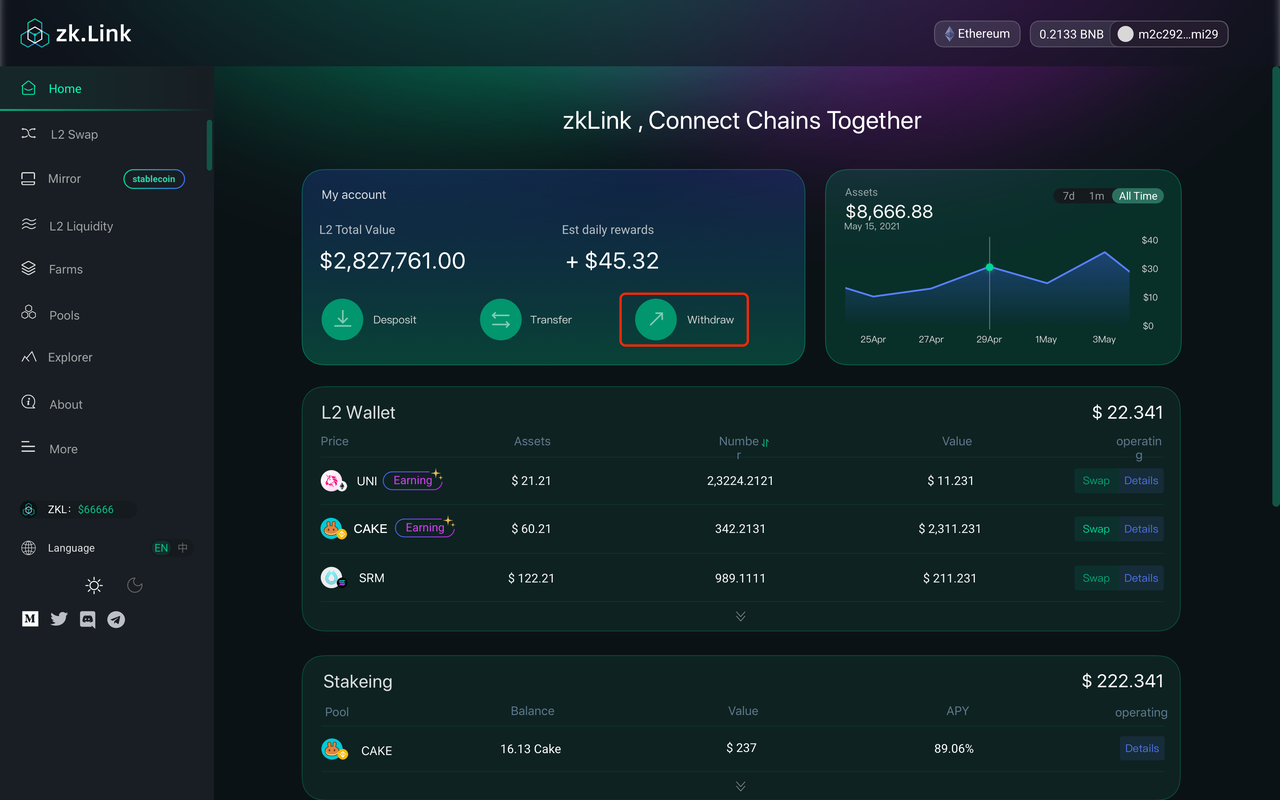 zk.Link
Ethereum
0.2133 BNB
m2c292...mi29
Home
L2 Swap
Mirror
stablecoin
L2 Liquidity
Farms
Pools
Explorer
About
More
ZKL: $66666
Language
EN 中
M
zkLink , Connect Chains Together
My account
L2 Total Value
Est daily rewards
$2,827,761.00
+ $45.32
Desposit
Transfer
Withdraw
Assets
$8,666.88
May 15, 2021
7d 1m All Time
$40
$30
$10
$0
25Apr 27Apr 29Apr 1May 3May
L2 Wallet
$ 22.341
Price Assets Numbe Value operatin
r g
UNI Earning $ 21.21 2,3224.2121 $ 11.231 Swap Details
CAKE Earning $ 60.21 342.2131 $ 2,311.231 Swap Details
SRM $ 122.21 989.1111 $ 211.231 Swap Details
Stakeing
$ 222.341
Pool Balance Value APY operating
CAKE 16.13 Cake $ 237 89.06% Details